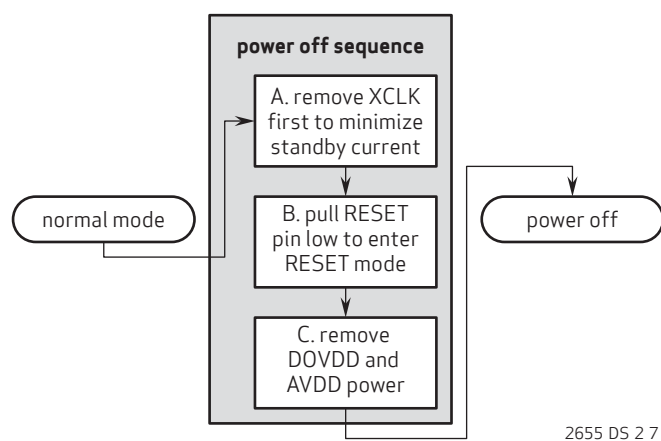 power off sequence
A. remove XCLK
first to minimize
standby current
normal mode
B. pull RESET
pin low to enter
RESET mode
power off
C. remove
DOVDD and
AVDD power
2655 DS 2 7